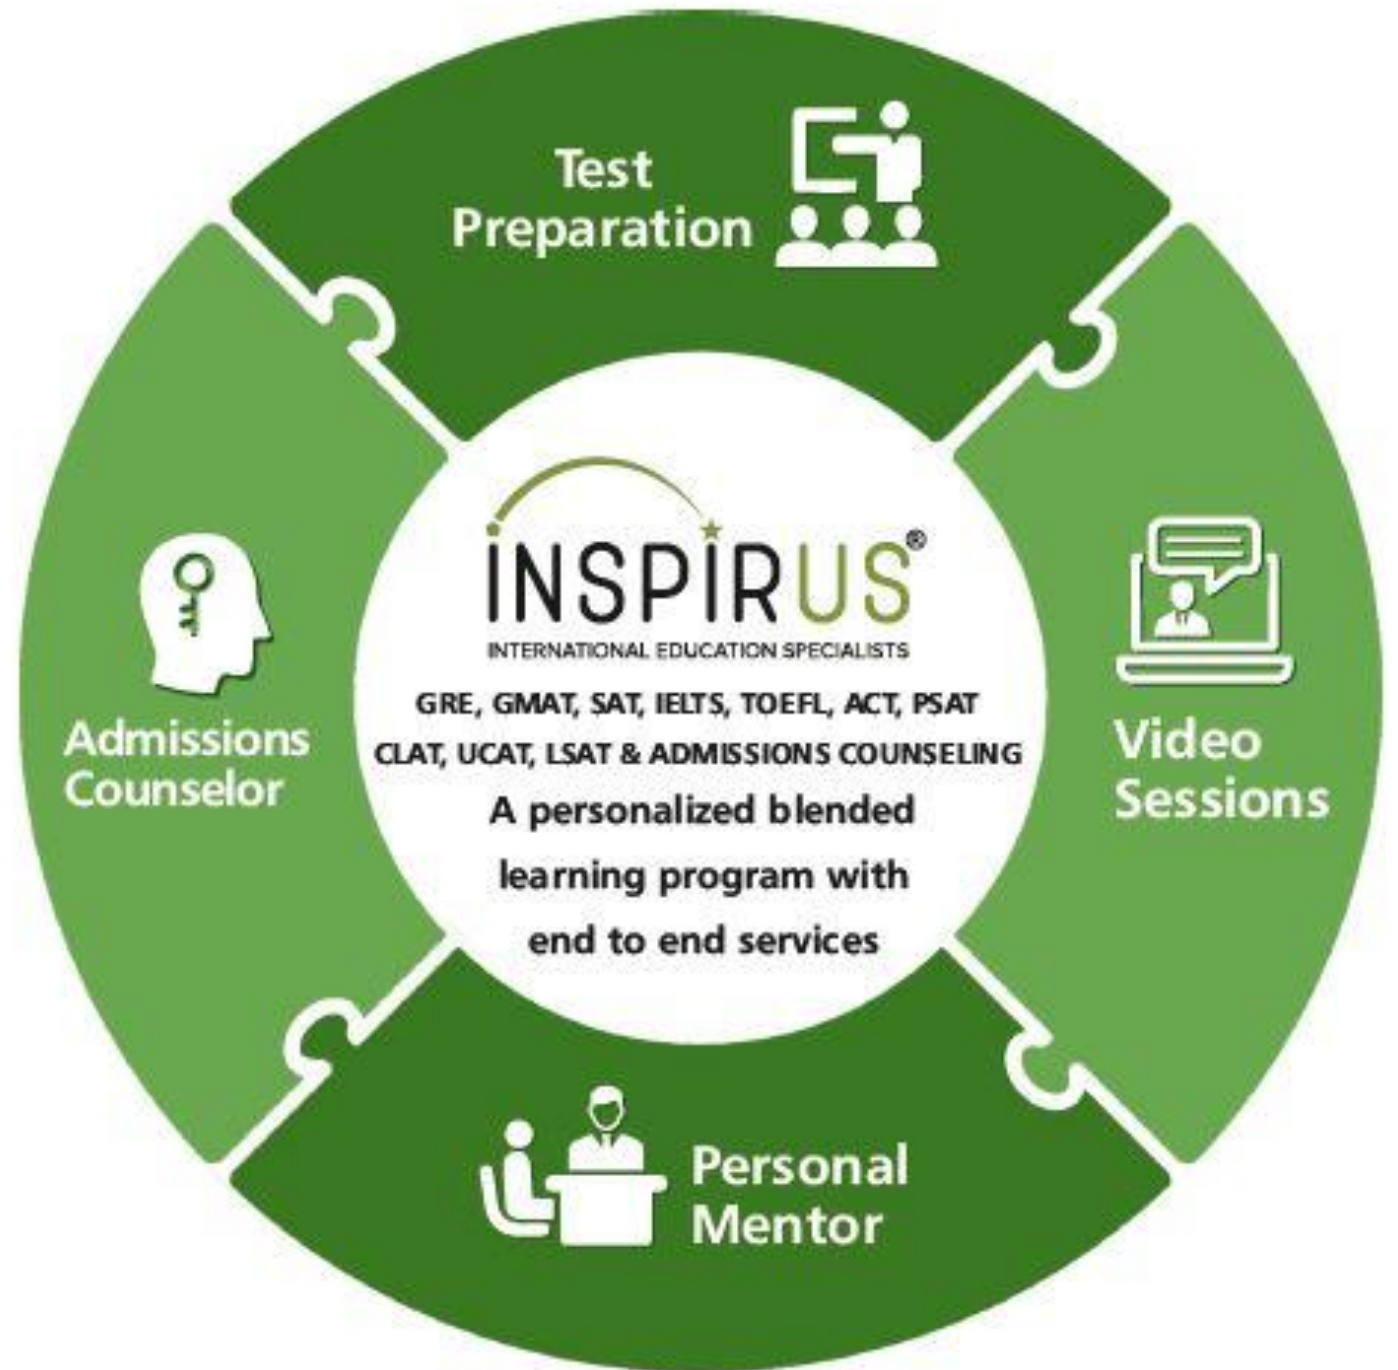 Test
Preparation
INSPIRUS®
INTERNATIONAL EDUCATION SPECIALISTS
GRE, GMAT, SAT, IELTS, TOEFL, ACT, PSAT
CLAT, UCAT, LSAT & ADMISSIONS COUNSELING
A personalized blended
learning program with
end to end services
Admissions
Counselor
Video
Sessions
Personal
Mentor